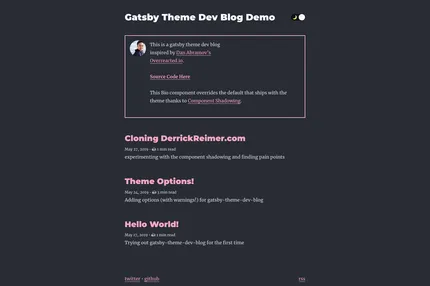 Gatsby Theme Dev Blog Demo
This is a gatsby theme dev blog
inspired by Dan Abramov's
Overreacted.io.
Source Code Here
This Bio component overrides the default that ships with the
theme thanks to Component Shadowing.
Cloning DerrickReimer.com
May 27, 2019 • 1 min read
experimenting with the component shadowing and finding pain points
Theme Options!
May 24, 2019 • 1 min read
Adding options (with warnings!) for gatsby-theme-dev-blog
Hello World!
May 17, 2019 • 1 min read
Trying out gatsby-theme-dev-blog for the first time
twitter • github
rss